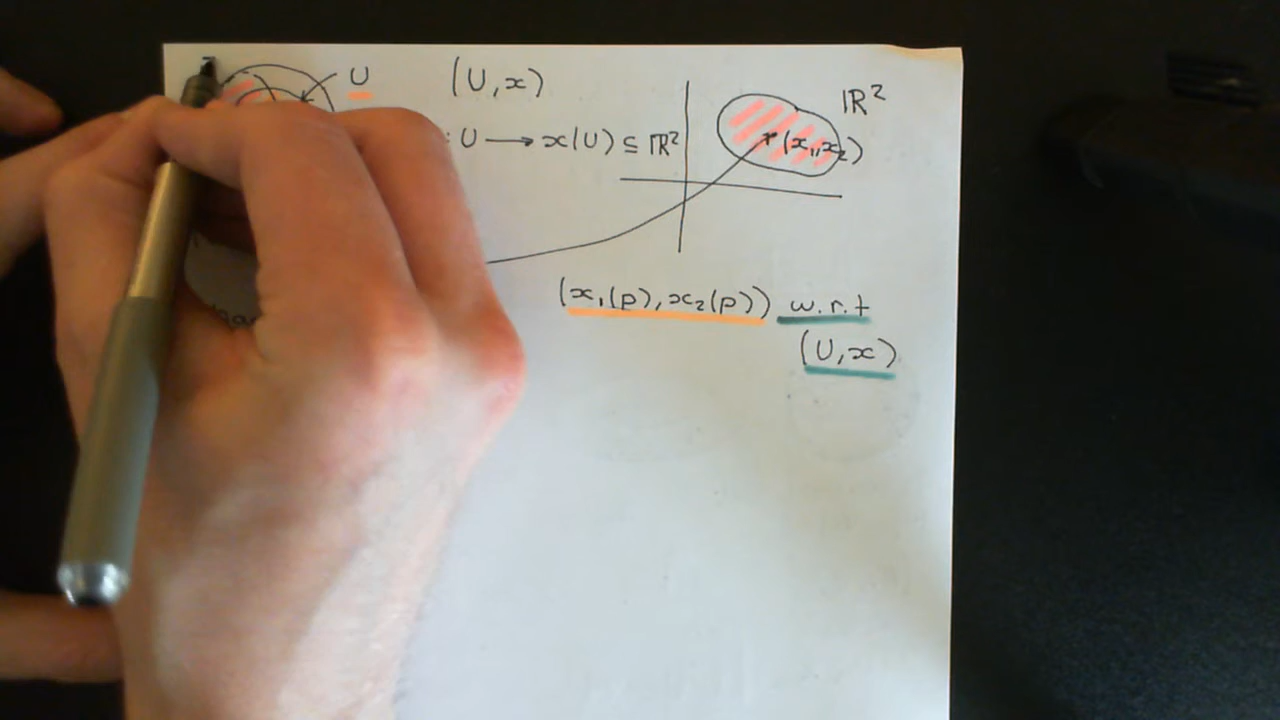 U
(U,x)
ℝ²
: U ⟶ x(U) ⊆ ℝ²
(x₁,x₂)
(x₁(p),x₂(p)) w.r.t
(U,x)